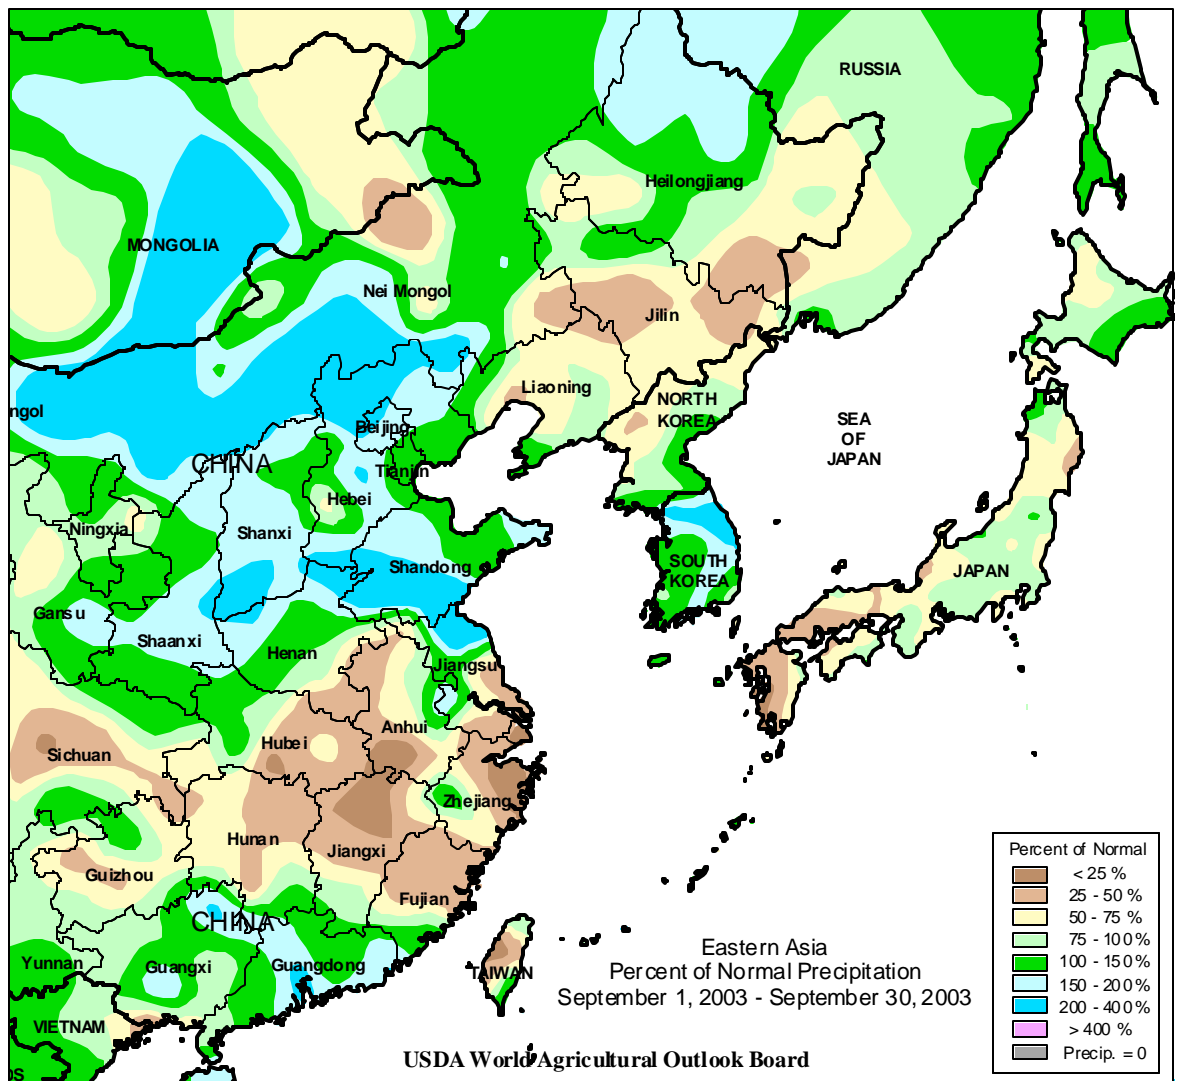 RUSSIA
Heilongjiang
MONGOLIA
Nei Mongol
Jilin
Liaoning
NORTH
KOREA
ngol
Beijing
SEA
OF
JAPAN
CHINA
Tianjin
Hebei
Ningxia
Shanxi
Shandong
SOUTH
KOREA
JAPAN
Gansu
Shaanxi
Henan
Jiangsu
Anhui
Hubei
Sichuan
Zhejiang
Hunan
Jiangxi
Guizhou
Fujian
CHINA
Yunnan
Guangxi
Guangdong
TAIWAN
VIETNAM
OS
Eastern Asia
Percent of Normal Precipitation
September 1, 2003 - September 30, 2003
USDA World Agricultural Outlook Board
Percent of Normal
< 25 %
25 - 50 %
50 - 75 %
75 - 100%
100 - 150%
150 - 200%
200 - 400%
> 400 %
Precip. = 0